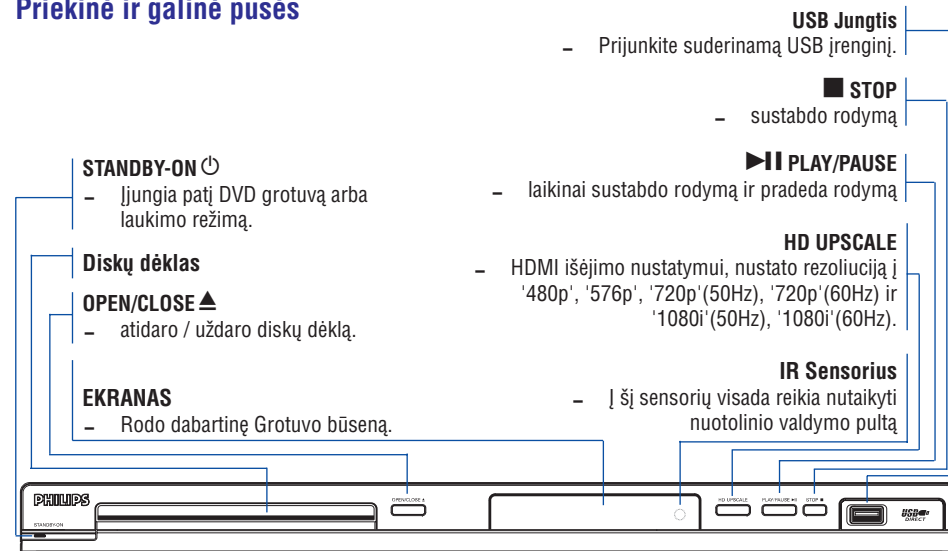 Priekinė ir galinė pusės
STANDBY-ON
– Įjungia patį DVD grotuvą arba
laukimo režimą.
Diskų dėklas
OPEN/CLOSE ▲
– atidaro / uždaro diskų dėklą.
EKRANAS
– Rodo dabartinę Grotuvo būseną.
USB Jungtis
– Prijunkite suderinamą USB įrenginį.
■ STOP
– sustabdo rodymą
►II PLAY/PAUSE
– laikinai sustabdo rodymą ir pradeda rodymą
HD UPSCALE
– HDMI išėjimo nustatymui, nustato rezoliuciją į
'480p', '576p', '720p'(50Hz), '720p'(60Hz) ir
'1080i'(50Hz), '1080i'(60Hz).
IR Sensorius
– Į šį sensorių visada reikia nutaikyti
nuotolinio valdymo pultą
PHILIPS
STANDBY-ON
OPEN/CLOSE ▲
HD UPSCALE
PLAY/PAUSE ►II
STOP ■
USB
DIRECT